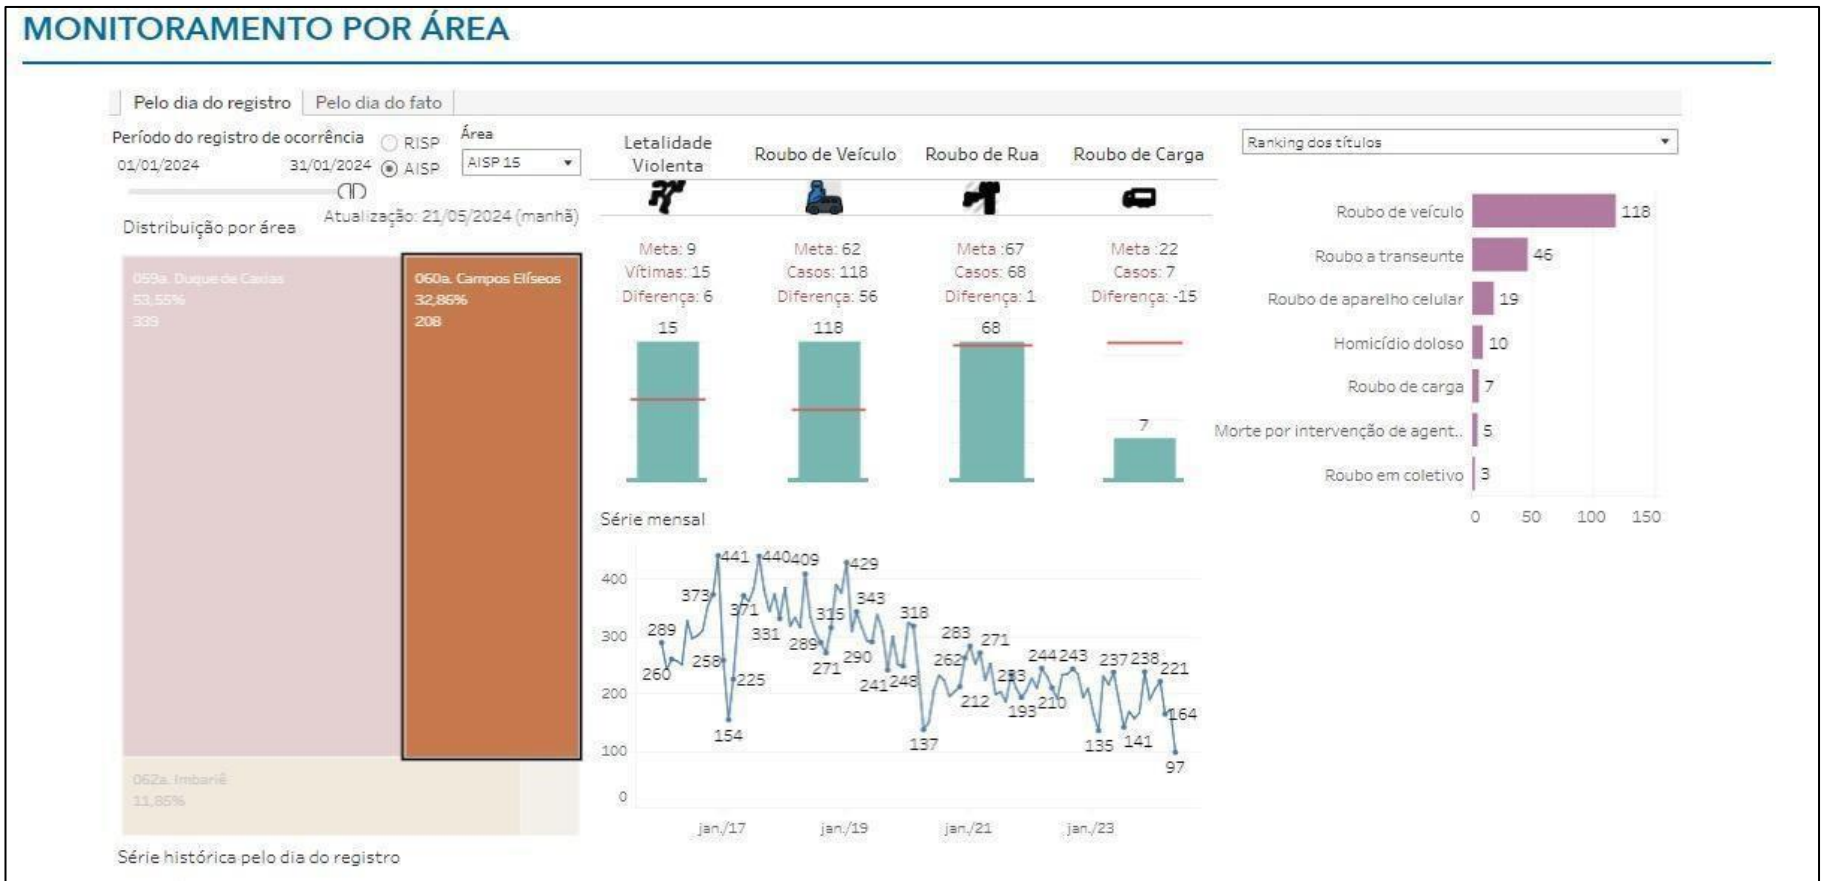 MONITORAMENTO POR ÁREA
Pelo dia do registro
Pelo dia do fato
Período do registro de ocorrência
01/01/2024
31/01/2024
RISP
AISP
Área
AISP 15
Atualização: 21/05/2024 (manhã)
Distribuição por área
059a. Duque de Caxias
53,55%
339
060a. Campos Elíseos
32,86%
208
062a. Imbariê
11,85%
Série histórica pelo dia do registro
Letalidade
Violenta
Roubo de Veículo
Roubo de Rua
Roubo de Carga
Meta: 9
Vítimas: 15
Diferença: 6
Meta: 62
Casos: 118
Diferença: 56
Meta :67
Casos: 68
Diferença: 1
Meta :22
Casos: 7
Diferença: -15
15
118
68
7
Série mensal
400
300
200
100
0
289
260
373
258
441
154
225
371
440
331
409
289
271
315
429
290
343
241
248
318
137
262
283
212
271
193
244
210
243
135
237
141
238
221
164
97
jan./17
jan./19
jan./21
jan./23
Ranking dos títulos
Roubo de veículo 118
Roubo a transeunte 46
Roubo de aparelho celular 19
Homicídio doloso 10
Roubo de carga 7
Morte por intervenção de agent.. 5
Roubo em coletivo 3
0 50 100 150